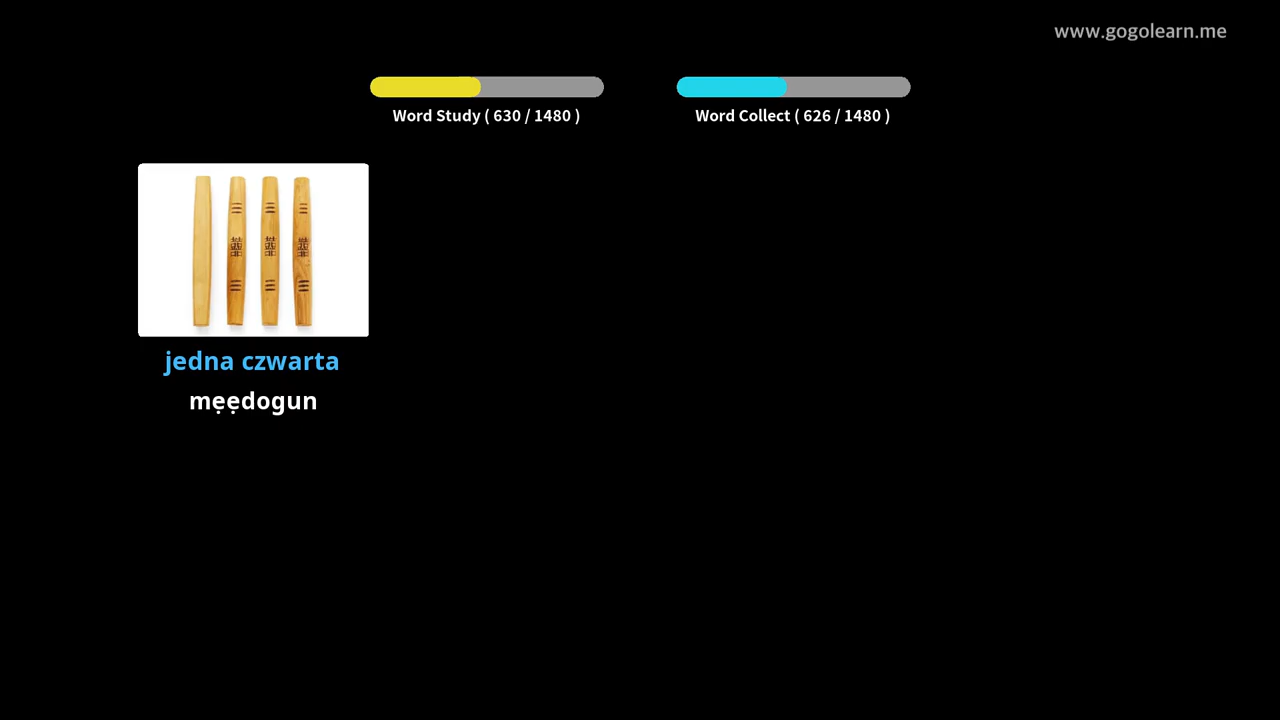 www.gogolearn.me
Word Study ( 630 / 1480 )
Word Collect ( 626 / 1480 )
jedna czwarta
mẹẹdogun